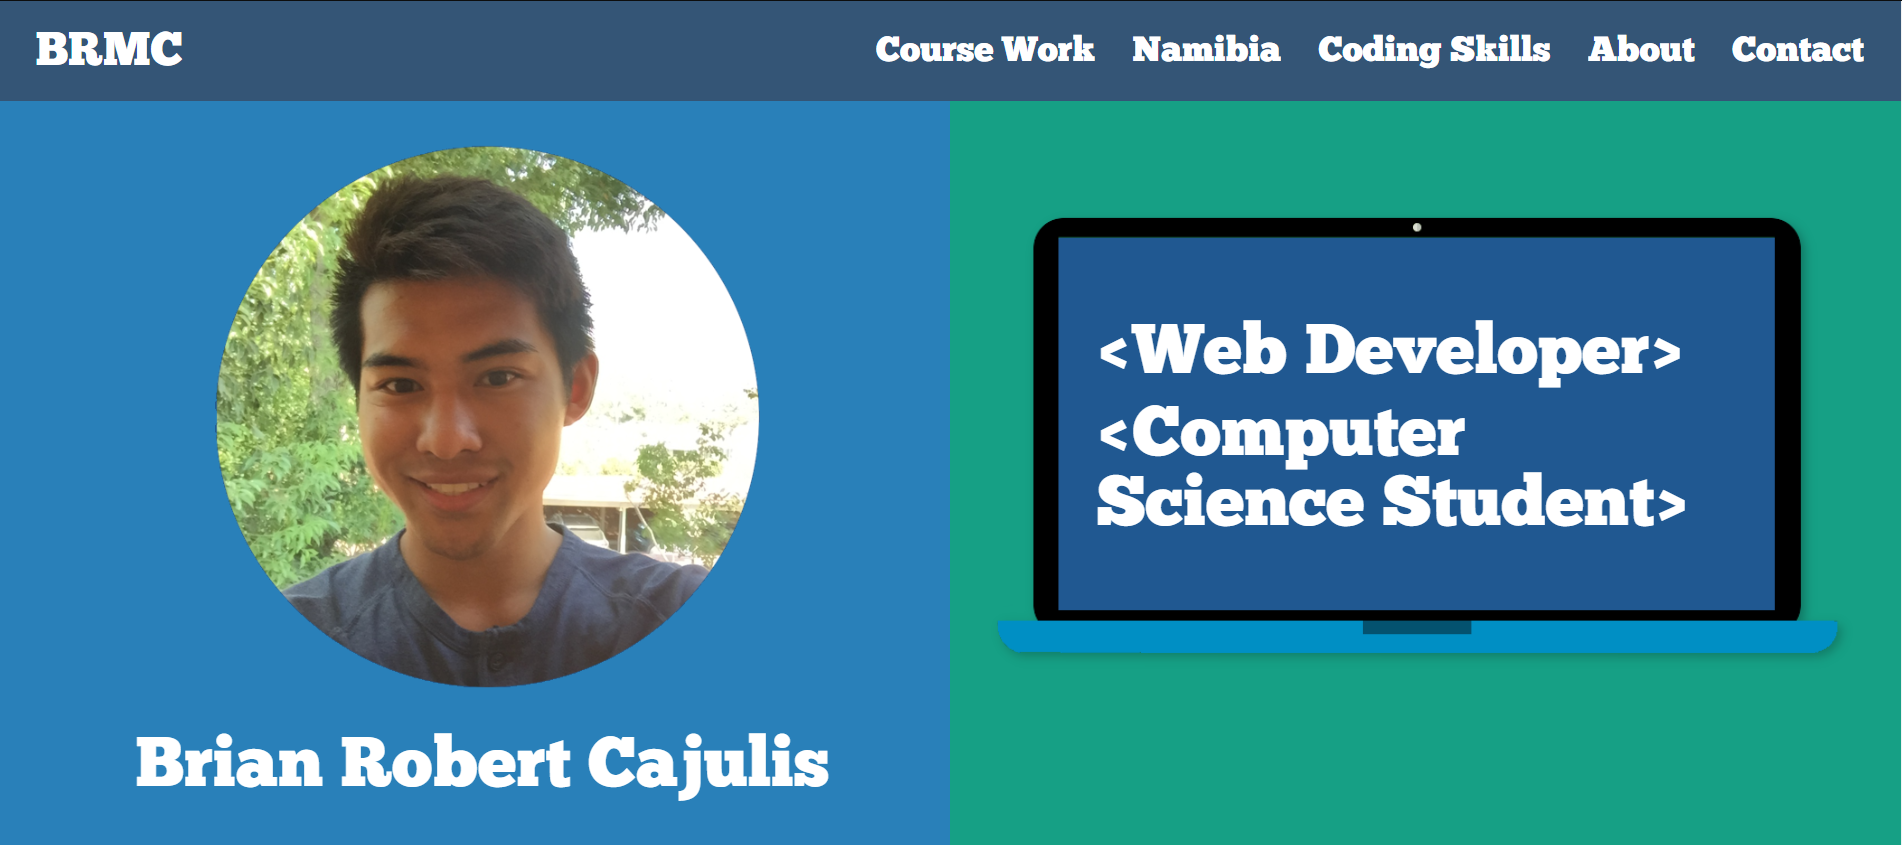 BRMC
Course Work Namibia Coding Skills About Contact
Brian Robert Cajulis
<Web Developer>
<Computer
Science Student>